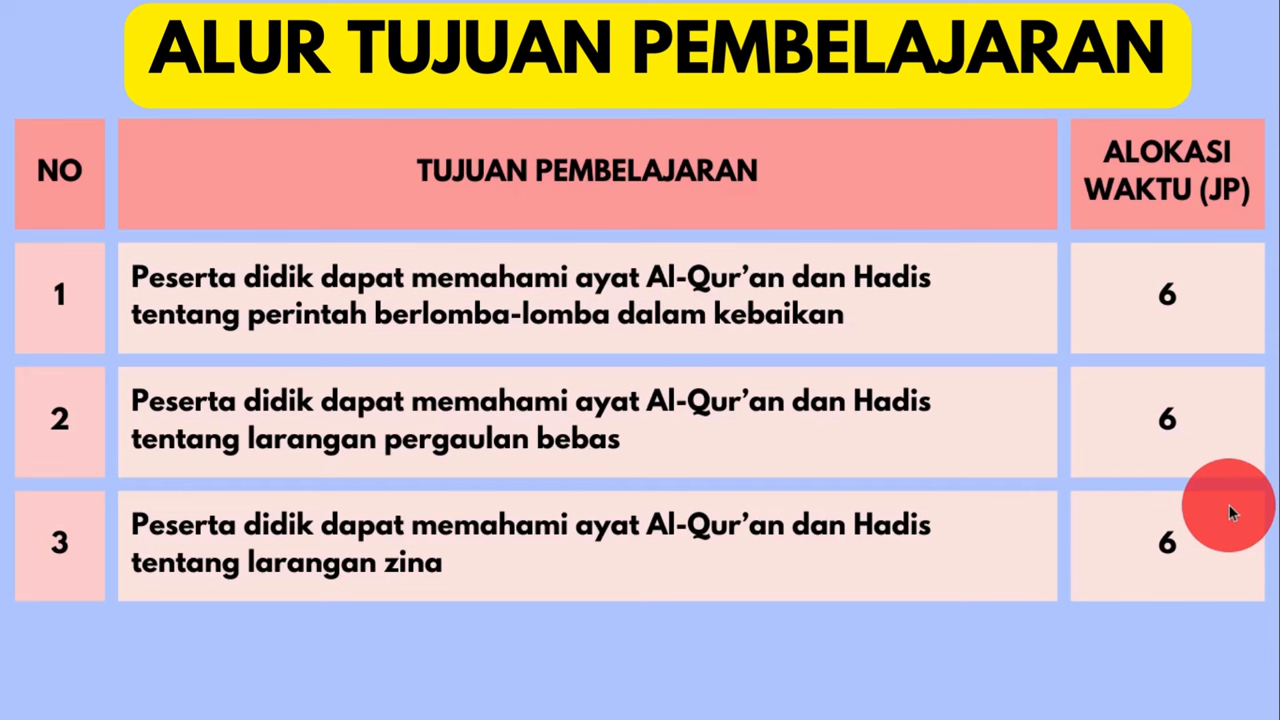 ALUR TUJUAN PEMBELAJARAN
NO
TUJUAN PEMBELAJARAN
ALOKASI
WAKTU (JP)
1
Peserta didik dapat memahami ayat Al-Qur’an dan Hadis
tentang perintah berlomba-lomba dalam kebaikan
6
2
Peserta didik dapat memahami ayat Al-Qur’an dan Hadis
tentang larangan pergaulan bebas
6
3
Peserta didik dapat memahami ayat Al-Qur’an dan Hadis
tentang larangan zina
6